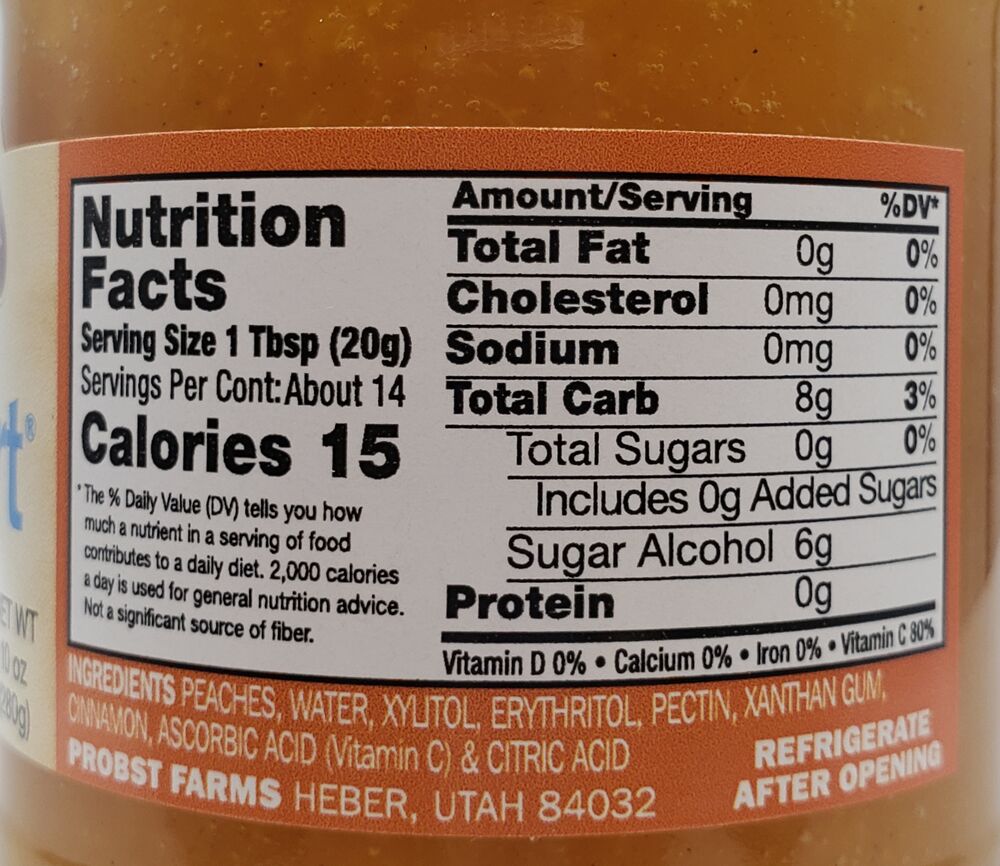 Nutrition
Facts
Serving Size 1 Tbsp (20g)
Servings Per Cont: About 14
Calories 15
* The % Daily Value (DV) tells you how
much a nutrient in a serving of food
contributes to a daily diet. 2,000 calories
a day is used for general nutrition advice.
Not a significant source of fiber.
Amount/Serving %DV*
Total Fat 0g 0%
Cholesterol 0mg 0%
Sodium 0mg 0%
Total Carb 8g 3%
Total Sugars 0g 0%
Includes 0g Added Sugars
Sugar Alcohol 6g
Protein 0g
Vitamin D 0% • Calcium 0% • Iron 0% • Vitamin C 80%
INGREDIENTS PEACHES, WATER, XYLITOL, ERYTHRITOL, PECTIN, XANTHAN GUM,
CINNAMON, ASCORBIC ACID (Vitamin C) & CITRIC ACID
PROBST FARMS HEBER, UTAH 84032
REFRIGERATE
AFTER OPENING
t®
ET WT
10 oz
280g)